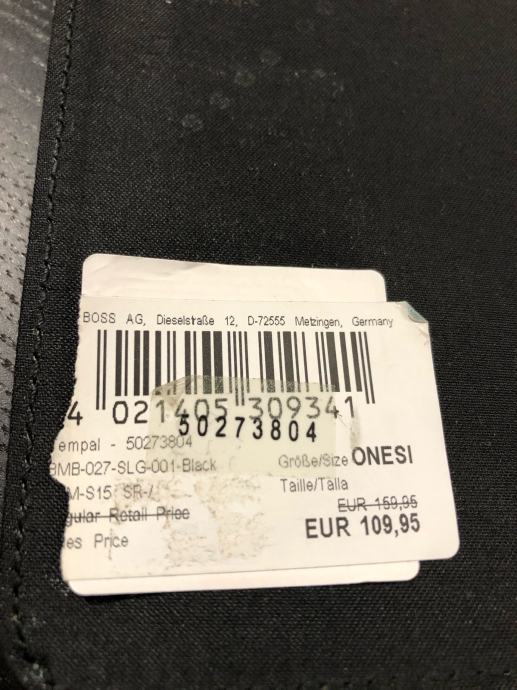 BOSS AG, Dieselstraße 12, D-72555 Metzingen, Germany
4 021405 309341
50273804
empal - 50273804
BMB-027-SLG-001-Black
Größe/Size ONESI
M-S15 SR-/
Taille/Talla
gular Retail Price EUR 159,95
les Price EUR 109,95